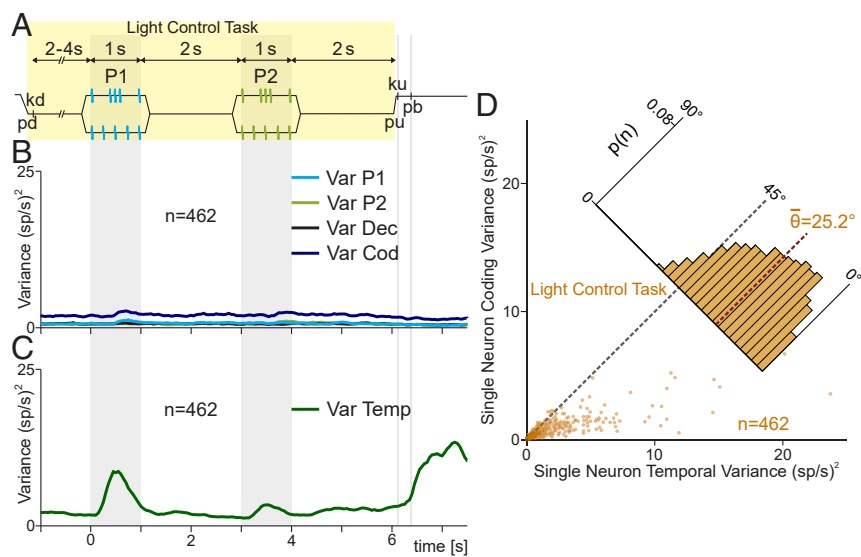 A
Light Control Task
2-4s
1s
2s
1s
2s
P1
P2
kd
pd
ku
pb
pu
B
25
Variance (sp/s)²
0
n=462
Var P1
Var P2
Var Dec
Var Cod
C
25
Variance (sp/s)²
0
n=462
Var Temp
0
2
4
6
time [s]
D
Single Neuron Coding Variance (sp/s)²
20
10
0
0
10
20
Single Neuron Temporal Variance (sp/s)²
p(n)
0
0.08
90°
45°
θ̄=25.2°
0°
Light Control Task
n=462